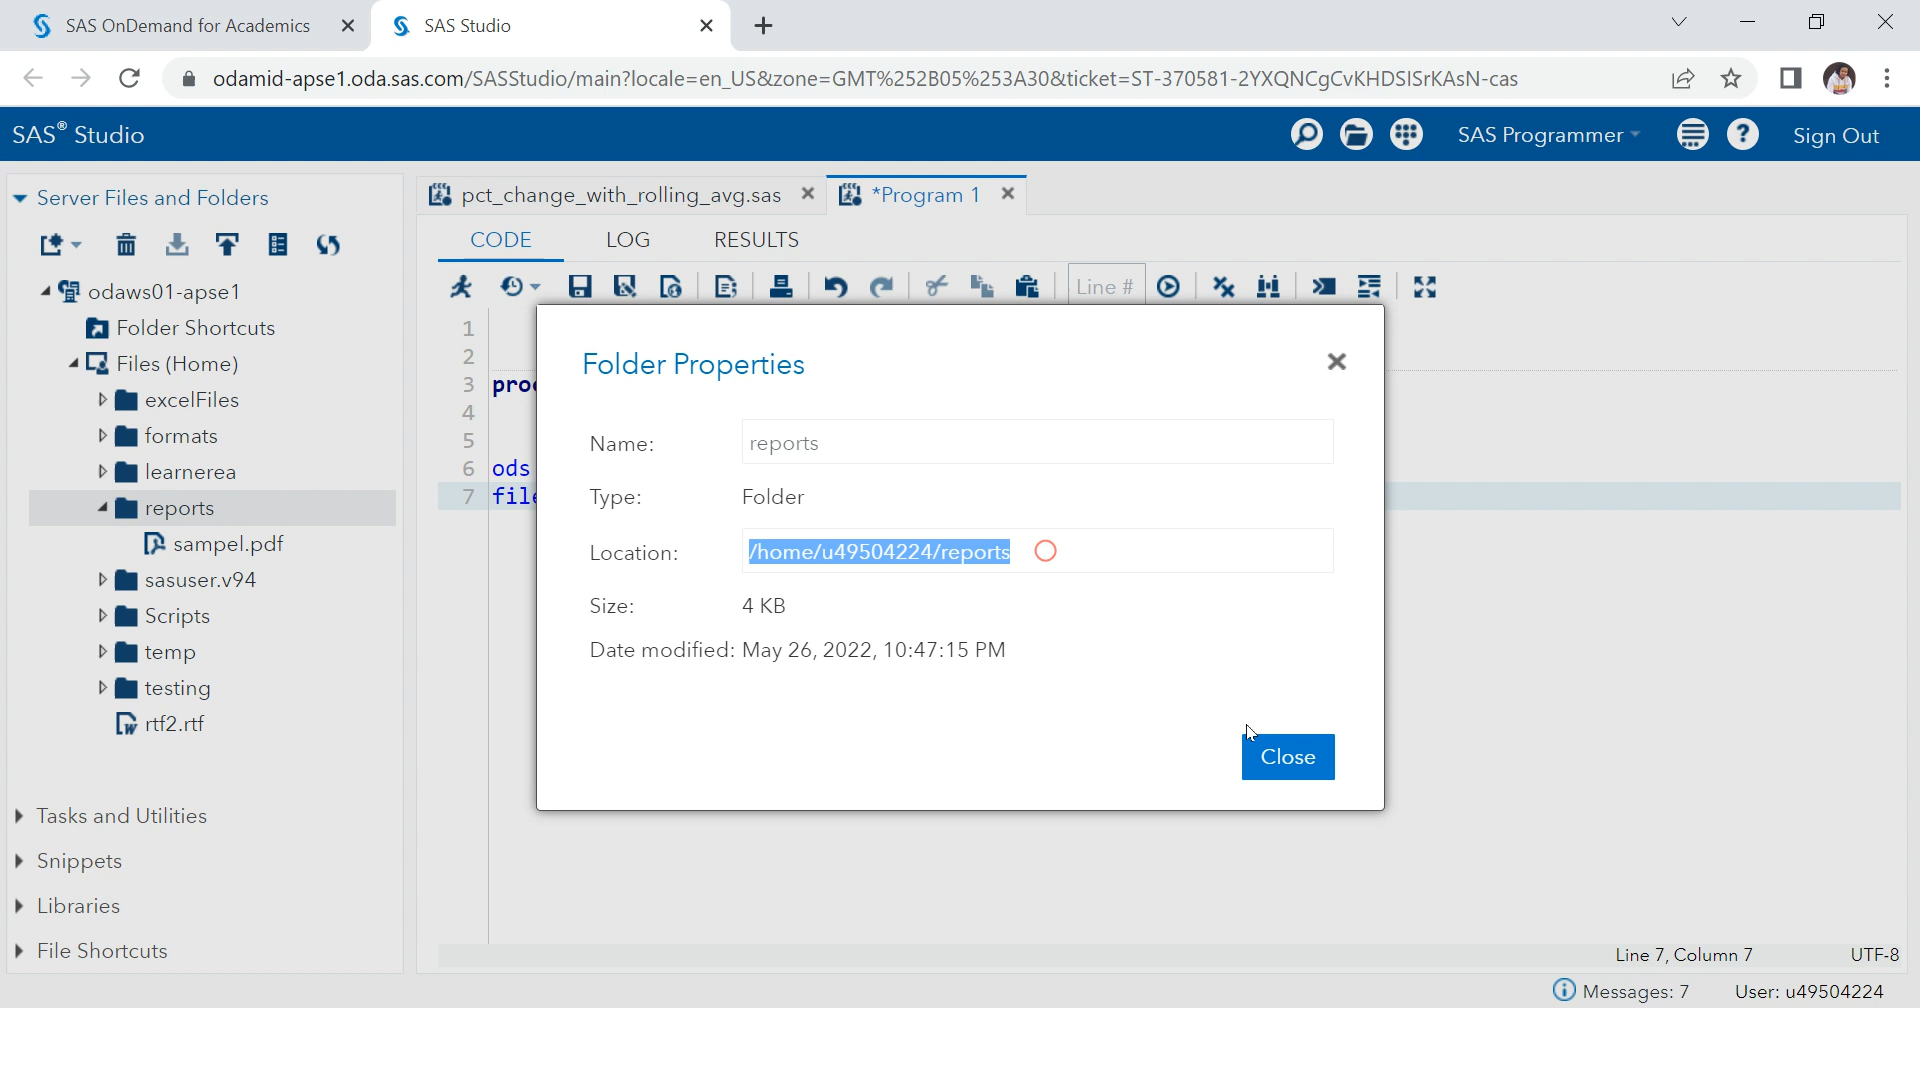 SAS OnDemand for Academics
SAS Studio
odamid-apse1.oda.sas.com/SASStudio/main?locale=en_US&zone=GMT%252B05%253A30&ticket=ST-370581-2YXQNCgCvKHDSISrKAsN-cas
SAS® Studio
SAS Programmer
Sign Out
Server Files and Folders
odaws01-apse1
Folder Shortcuts
Files (Home)
excelFiles
formats
learnerea
reports
sampel.pdf
sasuser.v94
Scripts
temp
testing
rtf2.rtf
Tasks and Utilities
Snippets
Libraries
File Shortcuts
pct_change_with_rolling_avg.sas
*Program 1
CODE LOG RESULTS
Line #
1
2
3
4
5
6 ods
7
Folder Properties
Name: reports
Type: Folder
Location: /home/u49504224/reports
Size: 4 KB
Date modified: May 26, 2022, 10:47:15 PM
Close
Line 7, Column 7
UTF-8
Messages: 7
User: u49504224